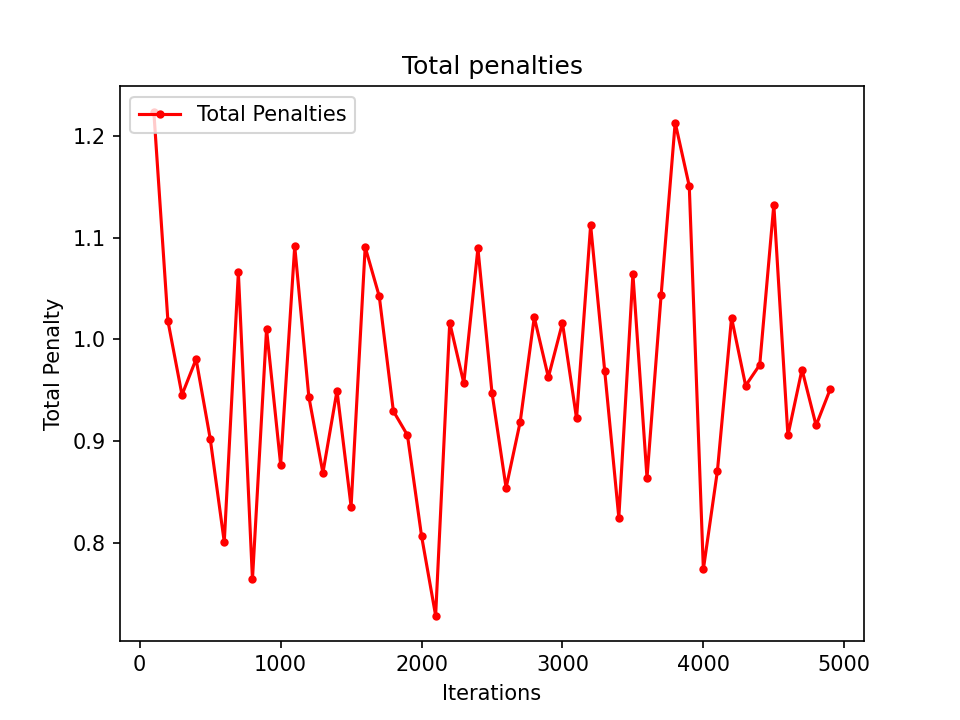 Total penalties
Total Penalties
1.2
1.1
1.0
0.9
0.8
Total Penalty
0 1000 2000 3000 4000 5000
Iterations